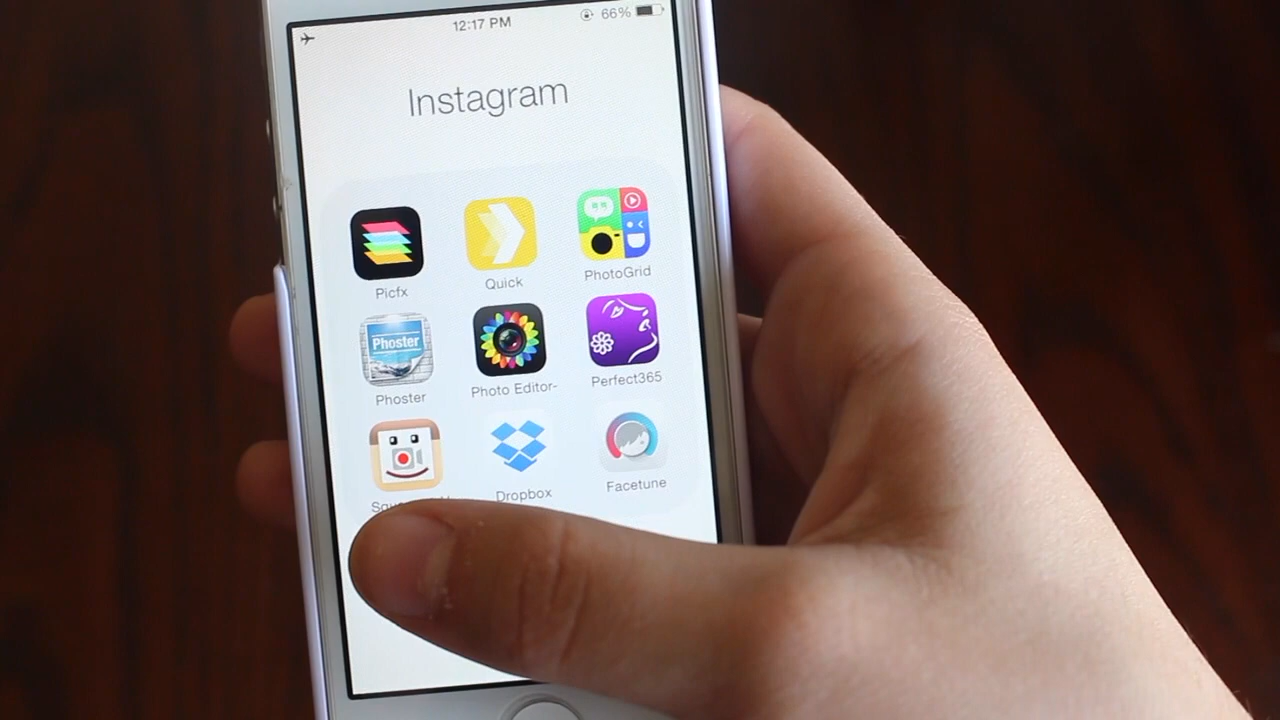 12:17 PM
66%
Instagram
Picfx
Quick
PhotoGrid
Phoster
Phoster
Photo Editor-
Perfect365
Dropbox
Facetune